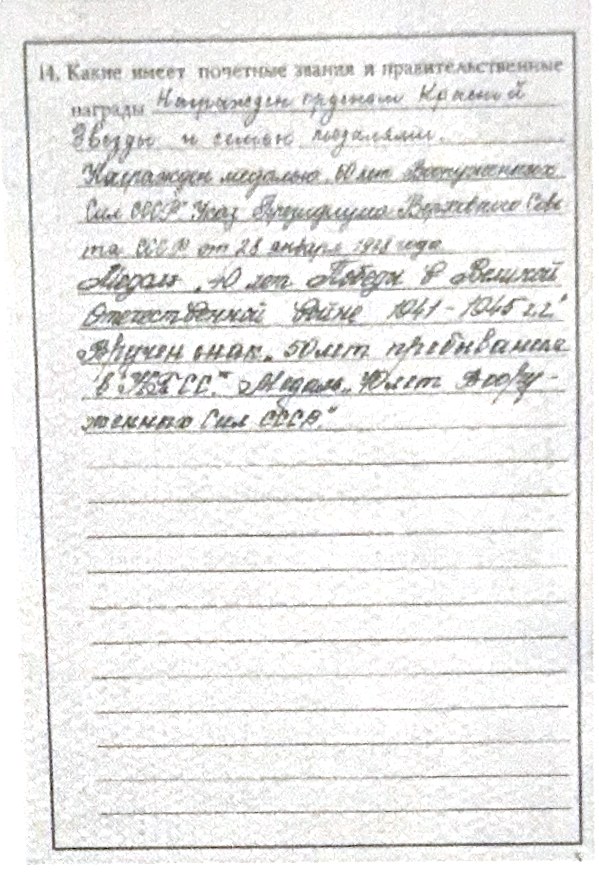 14. Какие имеет почетные звания и правительственные
награды Награжден орденом Красной
Звезды и семью медалями.
Награжден медалью „60 лет Вооруженных
Сил СССР" Указ Президиума Верховного Сове
та СССР от 28 января 1978 года
Медаль „40 лет Победы в Великой
Отечественной войне 1941-1945 г.г."
Вручен знак „50 лет пребывания
в КПСС." Медаль „70 лет Воору-
женных Сил СССР."